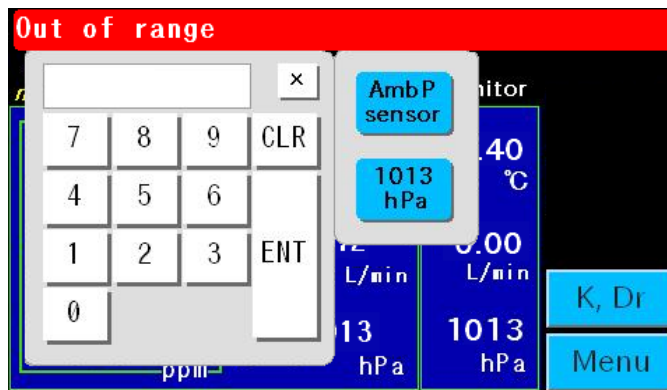 Out of range
×
AmbP
sensor
nitor
7 8 9 CLR
.40
℃
1013
hPa
4 5 6
1 2 3 ENT
0.00
L/min
L/min
K, Dr
0
13
1013
ppm
hPa
hPa
Menu